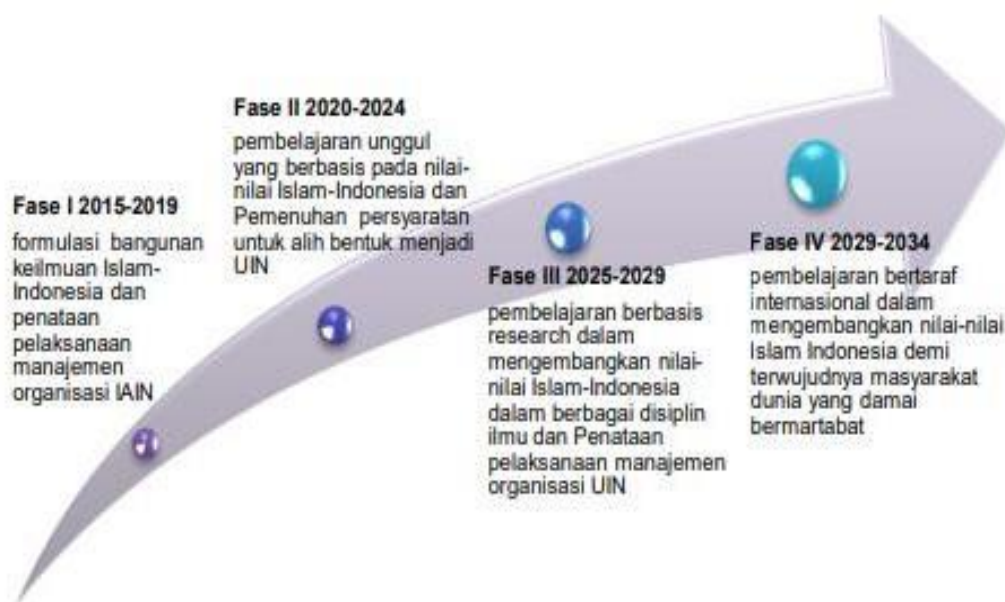 Fase I 2015-2019
formulasi bangunan
keilmuan Islam-
Indonesia dan
penataan
pelaksanaan
manajemen
organisasi IAIN
Fase II 2020-2024
pembelajaran unggul
yang berbasis pada nilai-
nilai Islam-Indonesia dan
Pemenuhan persyaratan
untuk alih bentuk menjadi
UIN
Fase III 2025-2029
pembelajaran berbasis
research dalam
mengembangkan nilai-
nilai Islam-Indonesia
dalam berbagai disiplin
ilmu dan Penataan
pelaksanaan manajemen
organisasi UIN
Fase IV 2029-2034
pembelajaran bertaraf
internasional dalam
mengembangkan nilai-nilai
Islam Indonesia demi
terwujudnya masyarakat
dunia yang damai
bermartabat